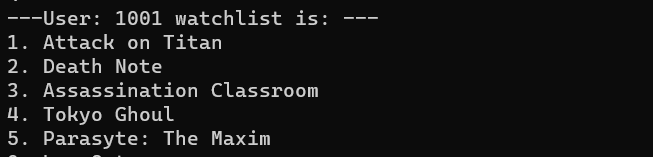 ---User: 1001 watchlist is: ---
1. Attack on Titan
2. Death Note
3. Assassination Classroom
4. Tokyo Ghoul
5. Parasyte: The Maxim